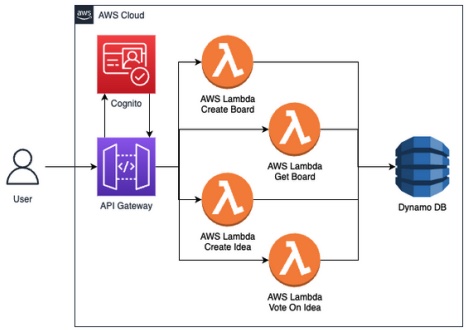 aws
AWS Cloud
Cognito
AWS Lambda
Create Board
AWS Lambda
Get Board
</>
User
API Gateway
Dynamo DB
AWS Lambda
Create Idea
AWS Lambda
Vote On Idea